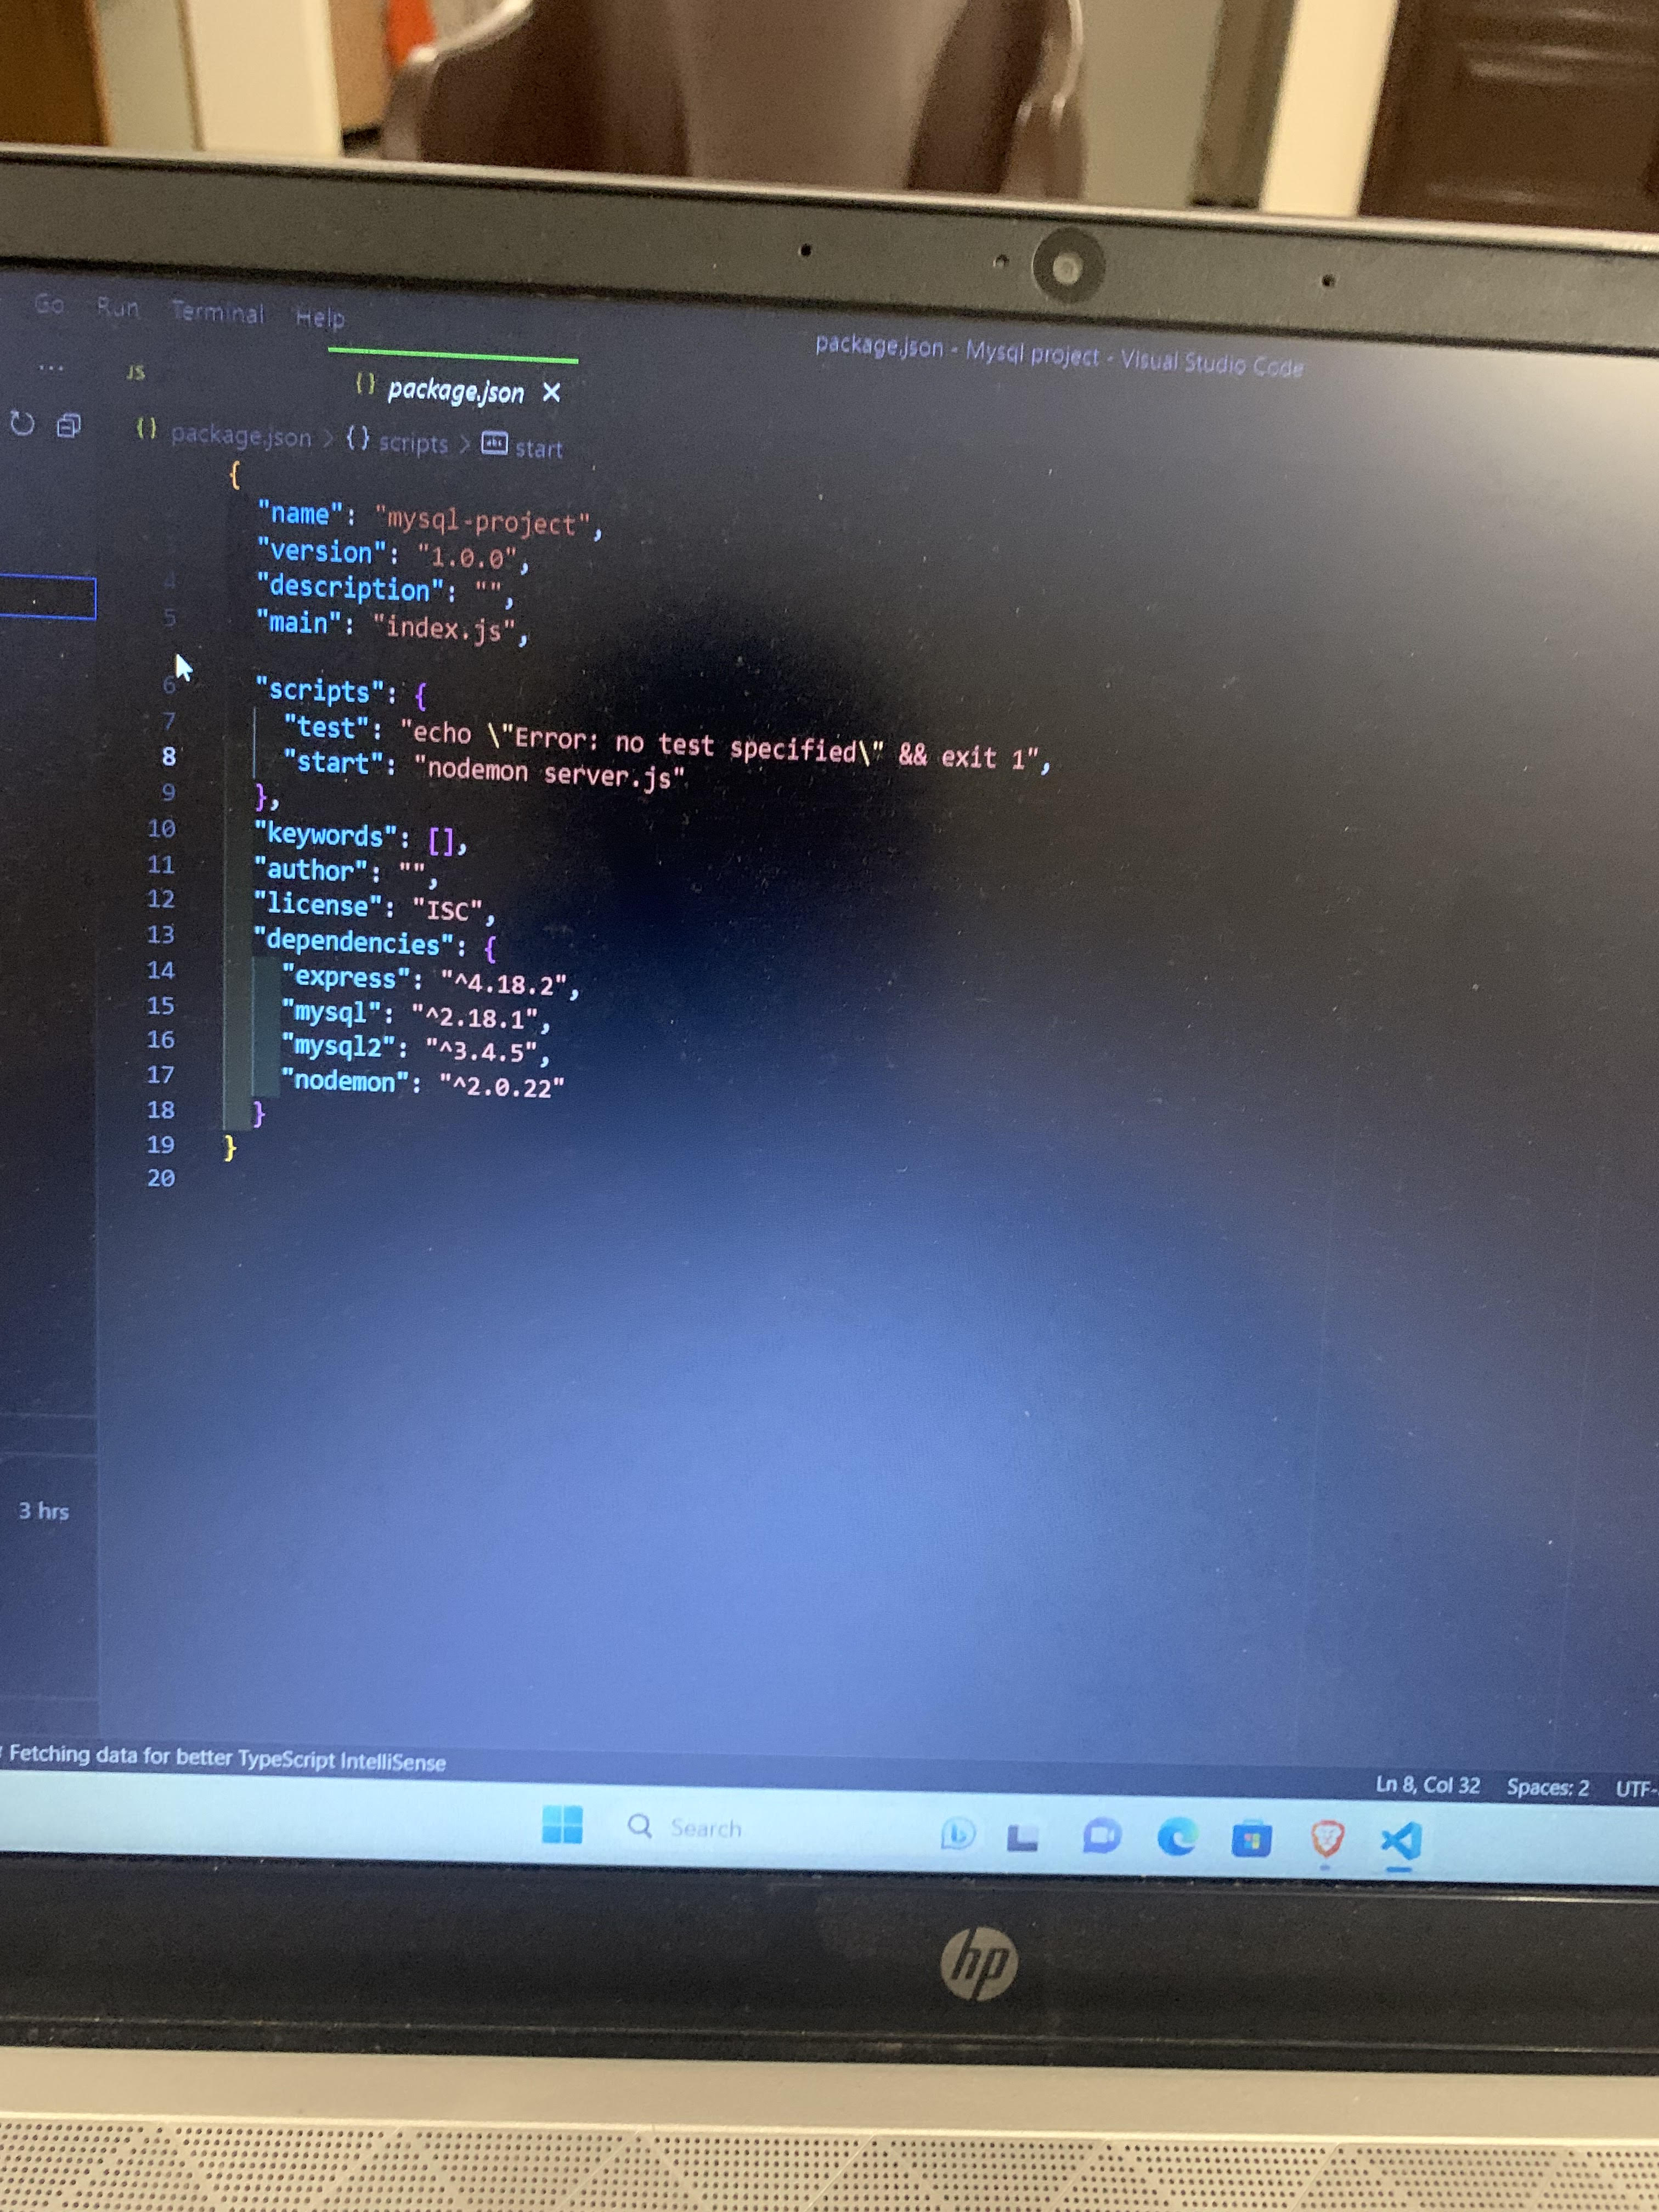 Go Run Terminal Help
package.json - Mysql project - Visual Studio Code
JS
{} package.json ×
{} package.json > {} scripts > abc start
{
"name": "mysql-project",
"version": "1.0.0",
4 "description": "",
5 "main": "index.js",
6 "scripts": {
7 "test": "echo \"Error: no test specified\" && exit 1",
8 "start": "nodemon server.js"
9 },
10 "keywords": [],
11 "author": "",
12 "license": "ISC",
13 "dependencies": {
14 "express": "^4.18.2",
15 "mysql": "^2.18.1",
16 "mysql2": "^3.4.5",
17 "nodemon": "^2.0.22"
18 }
19 }
20
3 hrs
Fetching data for better TypeScript IntelliSense
Ln 8, Col 32 Spaces: 2 UTF-
Search
hp